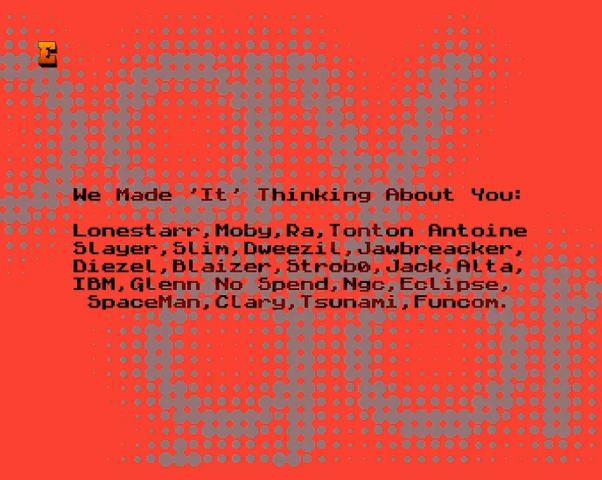 E
We Made 'It' Thinking About You:
Lonestarr,Moby,Ra,Tonton Antoine
Slayer,Slim,Dweezil,Jawbreacker,
Diezel,Blaizer,Strob0,Jack,Alta,
IBM,Glenn No Spend,Ngc,Eclipse,
SpaceMan,Clary,Tsunami,Funcom.